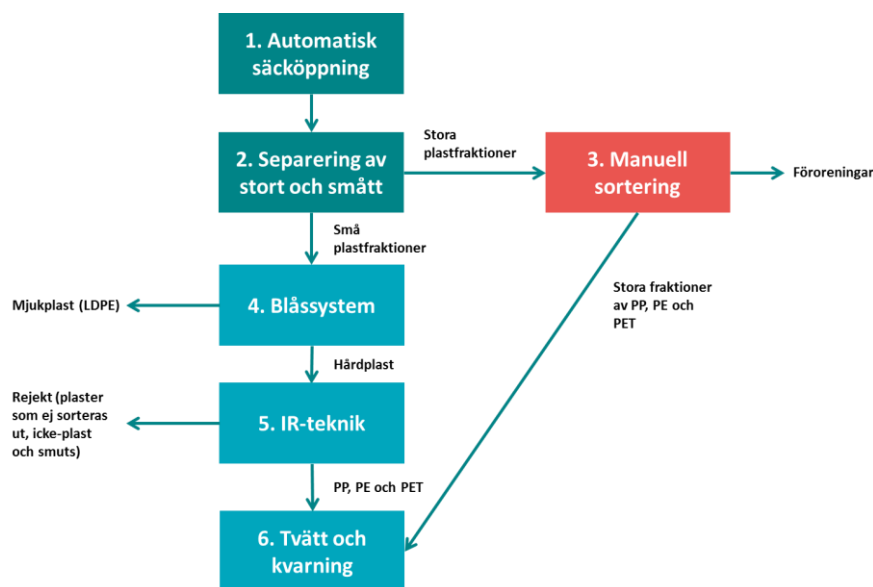 1. Automatisk
säcköppning
2. Separering av
stort och smått
Stora
plastfraktioner
3. Manuell
sortering
Föroreningar
Små
plastfraktioner
Mjukplast (LDPE)
4. Blåssystem
Stora fraktioner
av PP, PE och
PET
Hårdplast
Rejekt (plaster
som ej sorteras
ut, icke-plast
och smuts)
5. IR-teknik
PP, PE och PET
6. Tvätt och
kvarning